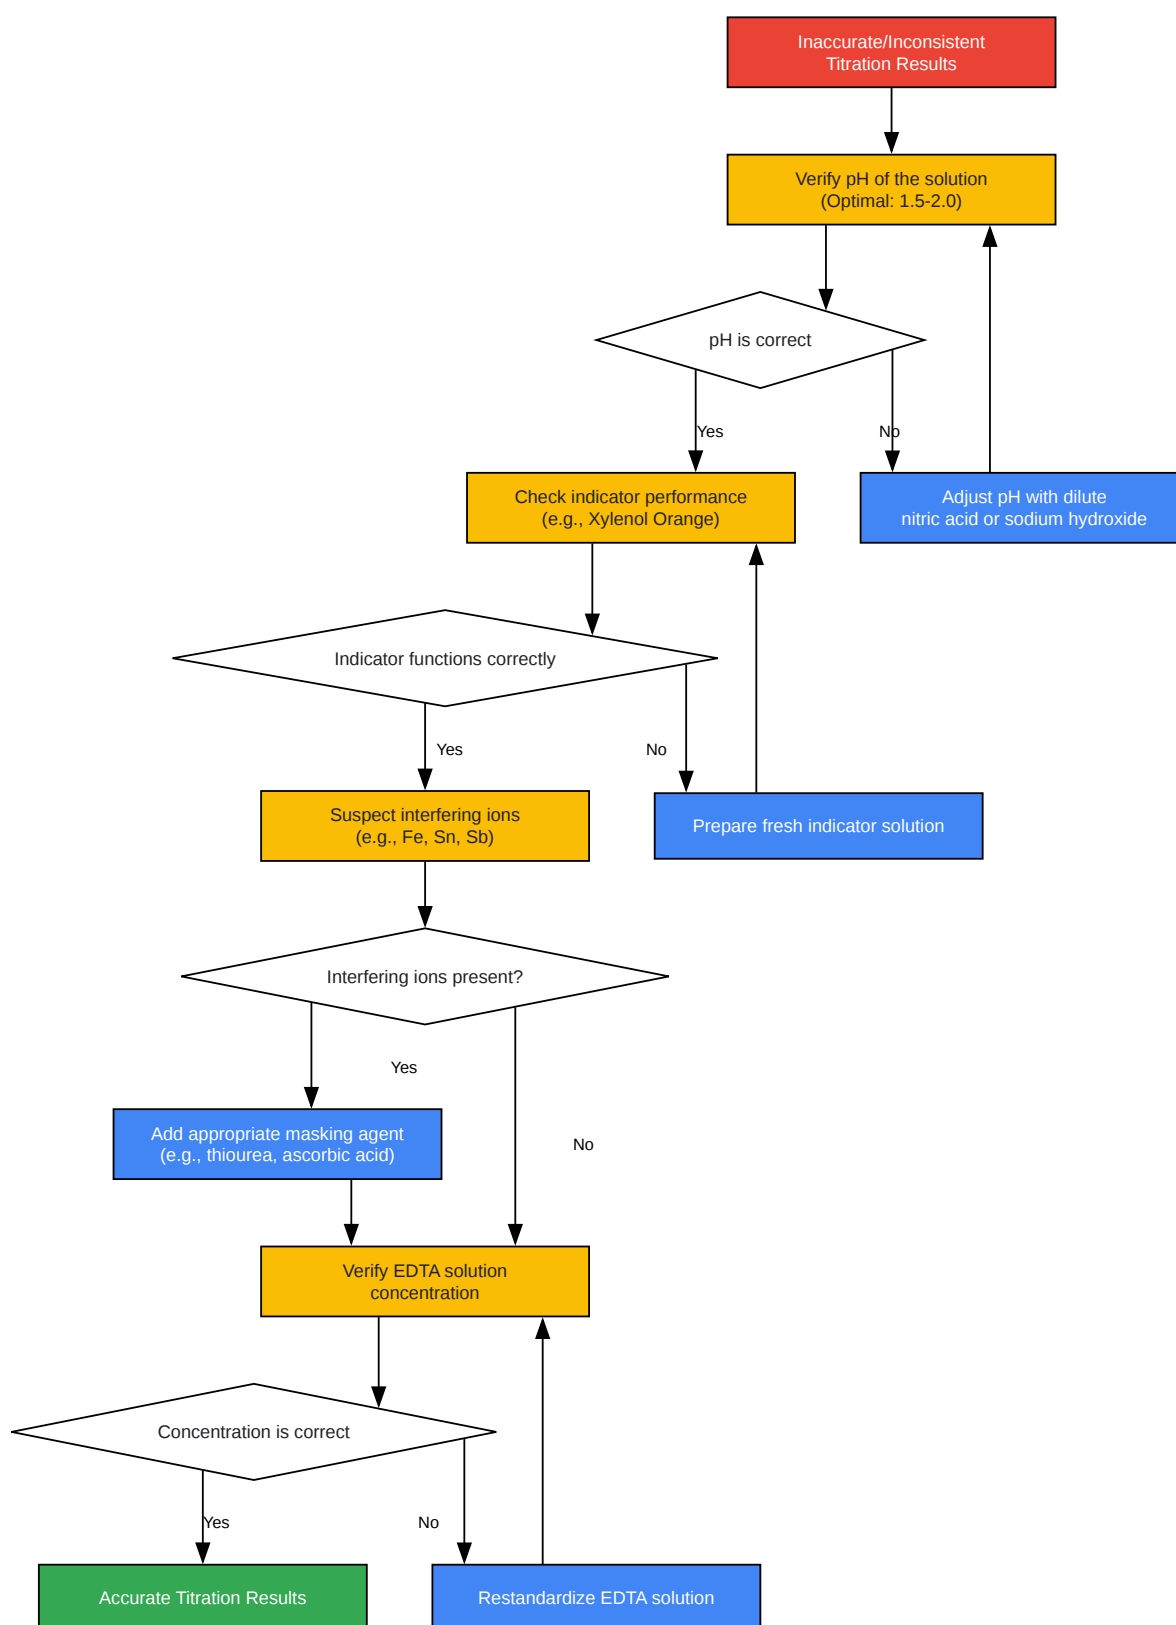 Inaccurate/Inconsistent
Titration Results
Verify pH of the solution
(Optimal: 1.5-2.0)
pH is correct
Yes
No
Check indicator performance
(e.g., Xylenol Orange)
Adjust pH with dilute
nitric acid or sodium hydroxide
Indicator functions correctly
Yes
No
Suspect interfering ions
(e.g., Fe, Sn, Sb)
Prepare fresh indicator solution
Interfering ions present?
Yes
Add appropriate masking agent
(e.g., thiourea, ascorbic acid)
No
Verify EDTA solution
concentration
Concentration is correct
Yes
No
Accurate Titration Results
Restandardize EDTA solution